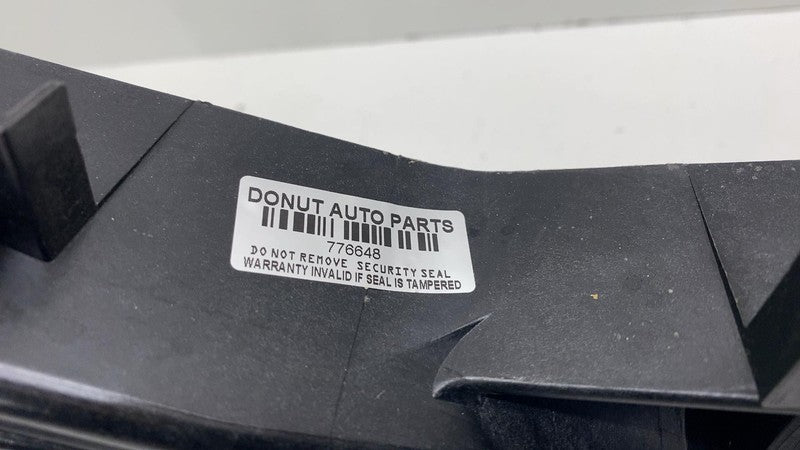 DONUT AUTO PARTS
776648
DO NOT REMOVE SECURITY SEAL
WARRANTY INVALID IF SEAL IS TAMPERED